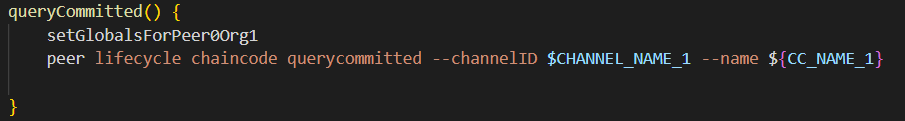 queryCommitted() {
setGlobalsForPeer0Org1
peer lifecycle chaincode querycommitted --channelID $CHANNEL_NAME_1 --name ${CC_NAME_1}
}